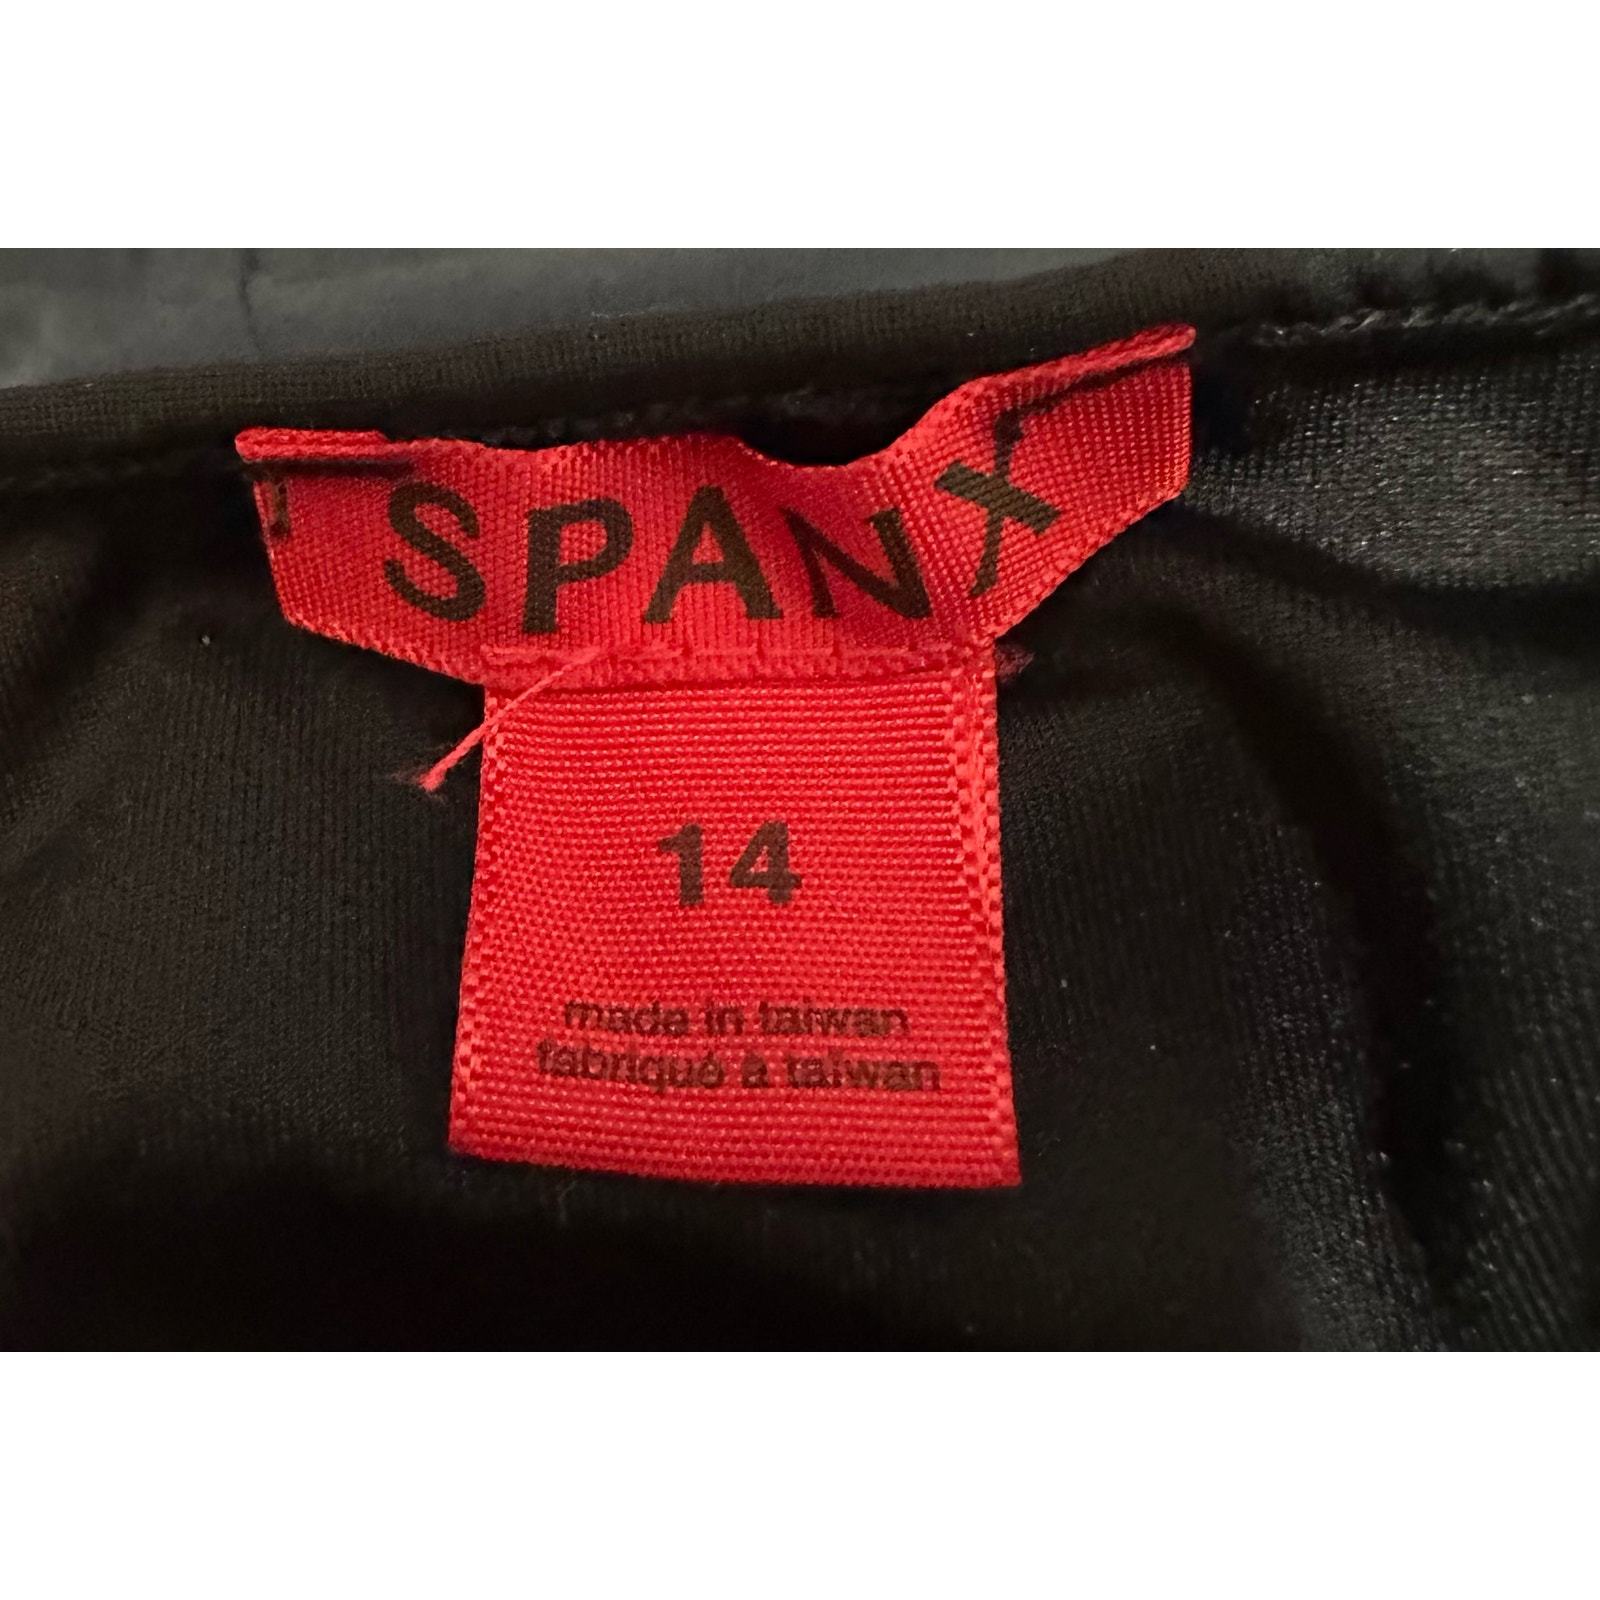 SPANX
14
made in taiwan
fabriqué à taiwan